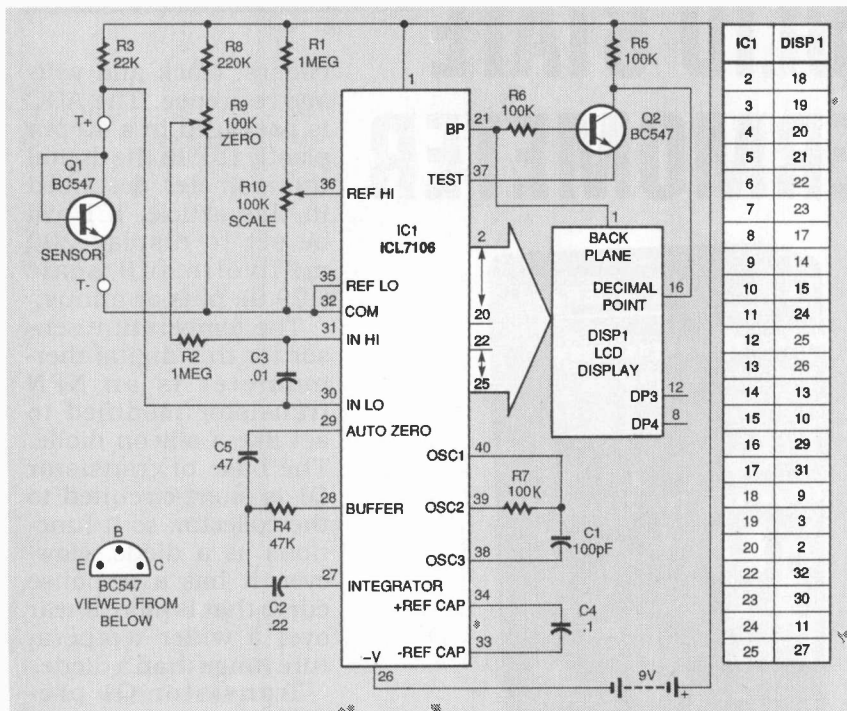 R3
22K
R8
220K
R1
1MEG
R5
100K
T+
R9
100K
ZERO
1
21
BP
R6
100K
Q2
BC547
Q1
BC547
36
REF HI
R10
100K
SCALE
TEST
37
SENSOR
IC1
ICL7106
2
1
BACK
PLANE
DECIMAL
POINT
16
T-
35
REF LO
32
COM
31
IN HI
20
22
DISP1
LCD
DISPLAY
R2
1MEG
C3
.01
25
DP3
12
30
IN LO
DP4
8
29
AUTO ZERO
C5
.47
OSC1
40
28
BUFFER
OSC2
39
R7
100K
R4
47K
C1
100pF
OSC3
38
B
E
C
BC547
VIEWED FROM
BELOW
27
INTEGRATOR
C2
.22
34
+REF CAP
C4
.1
33
-REF CAP
-V
26
9V
+
IC1 DISP 1
2 18
3 19
4 20
5 21
6 22
7 23
8 17
9 14
10 15
11 24
12 25
13 26
14 13
15 10
16 29
17 31
18 9
19 3
20 2
22 32
23 30
24 11
25 27